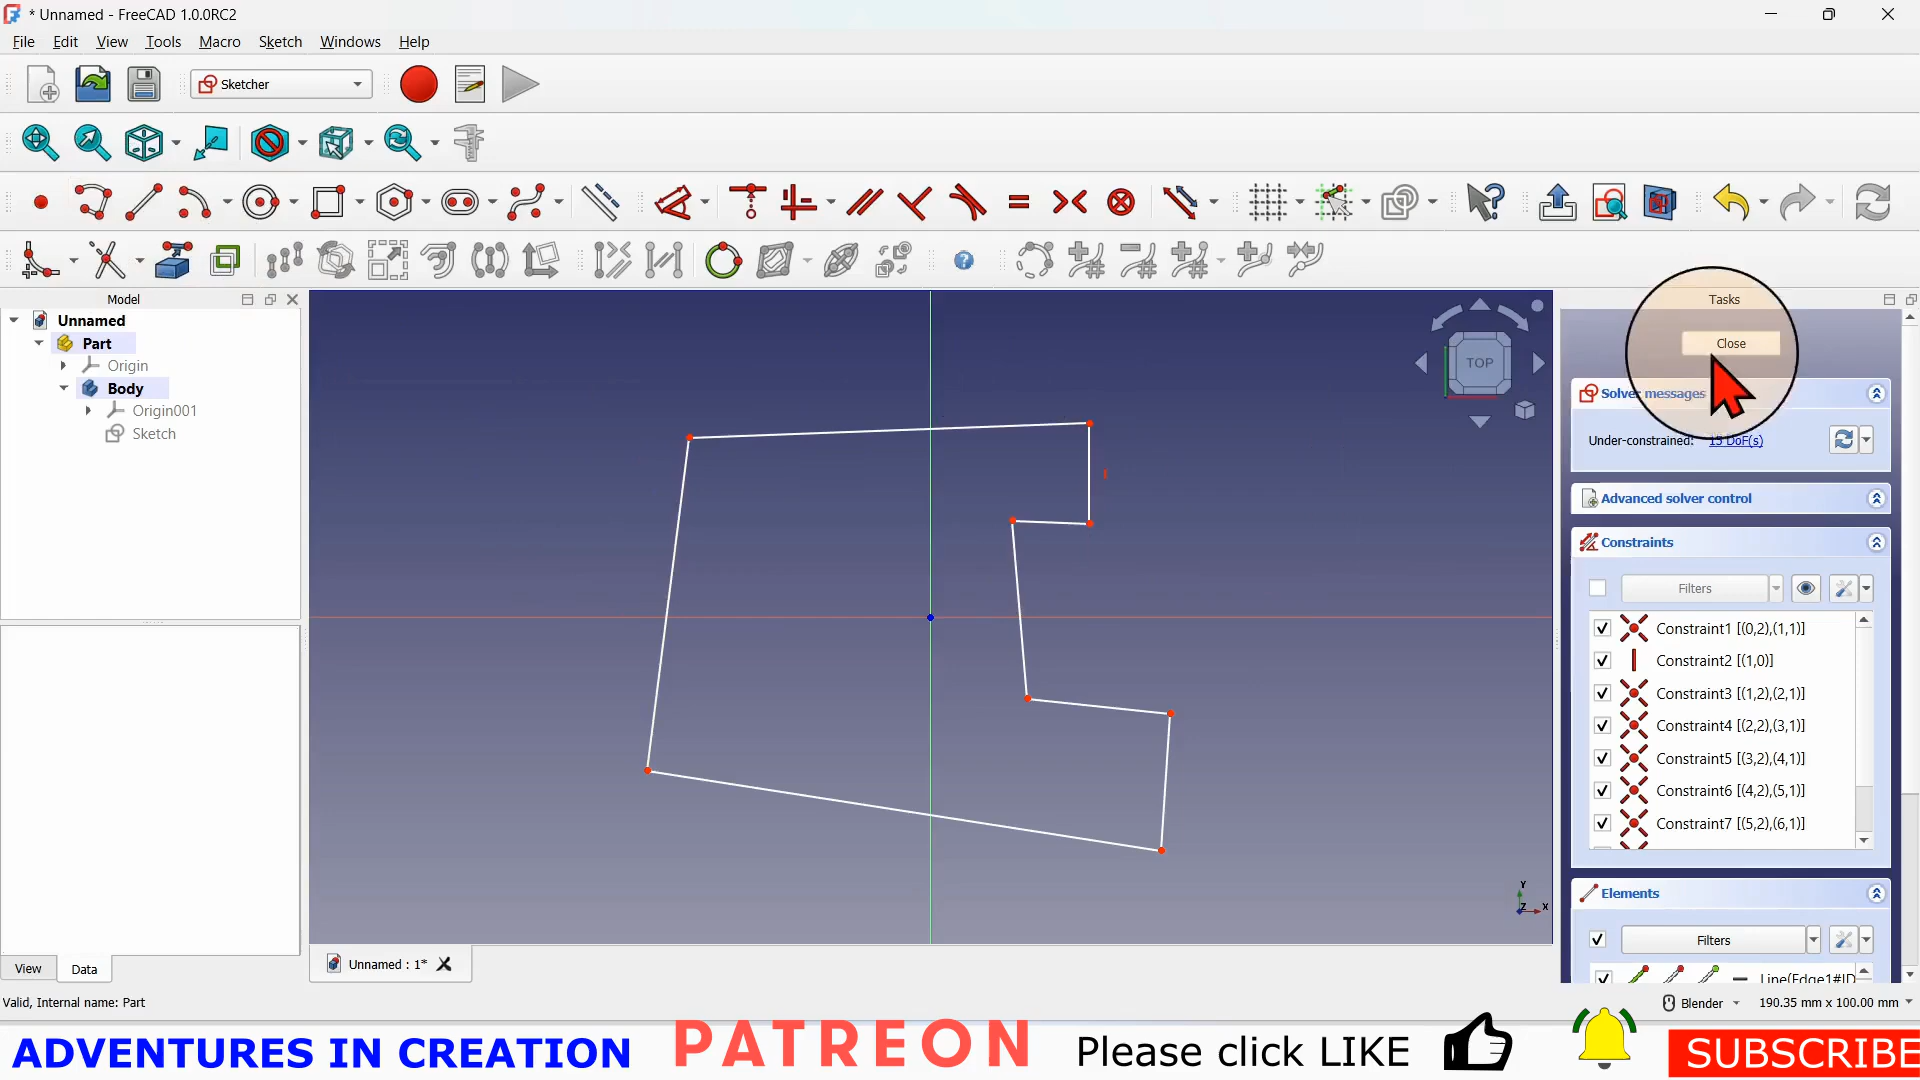 * Unnamed - FreeCAD 1.0.0RC2
File Edit View Tools Macro Sketch Windows Help
Sketcher
Model
Unnamed
Part
Origin
Body
Origin001
Sketch
View Data
TOP
Y
Z X
Unnamed : 1*
Tasks
Close
Solver messages
Under-constrained: 15 DoF(s)
Advanced solver control
Constraints
Filters
Constraint1 [(0,2),(1,1)]
Constraint2 [(1,0)]
Constraint3 [(1,2),(2,1)]
Constraint4 [(2,2),(3,1)]
Constraint5 [(3,2),(4,1)]
Constraint6 [(4,2),(5,1)]
Constraint7 [(5,2),(6,1)]
Elements
Filters
Line(Edge1#ID
Valid, Internal name: Part
Blender 190.35 mm x 100.00 mm
ADVENTURES IN CREATION PATREON Please click LIKE SUBSCRIBE